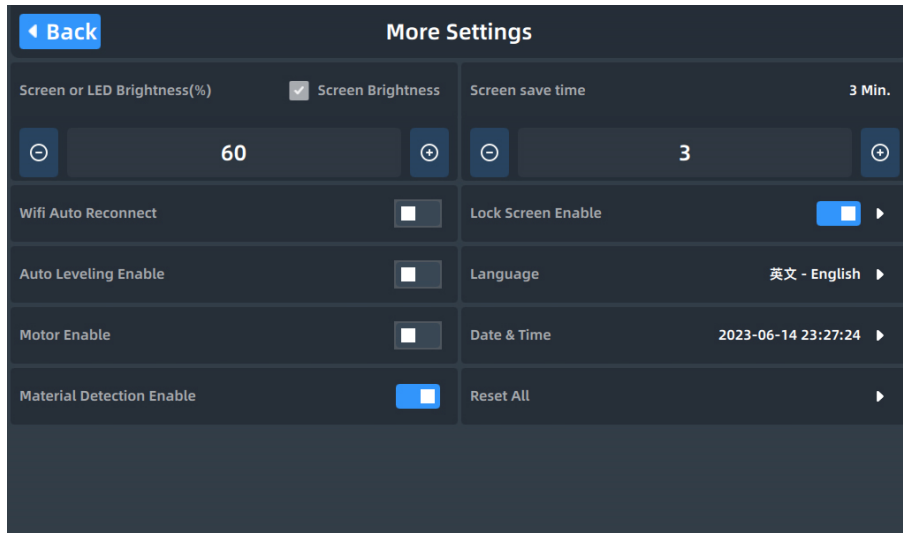 Back
More Settings
Screen or LED Brightness(%)
Screen Brightness
60
Screen save time
3 Min.
3
Wifi Auto Reconnect
Lock Screen Enable
Auto Leveling Enable
Language
英文 - English
Motor Enable
Date & Time
2023-06-14 23:27:24
Material Detection Enable
Reset All